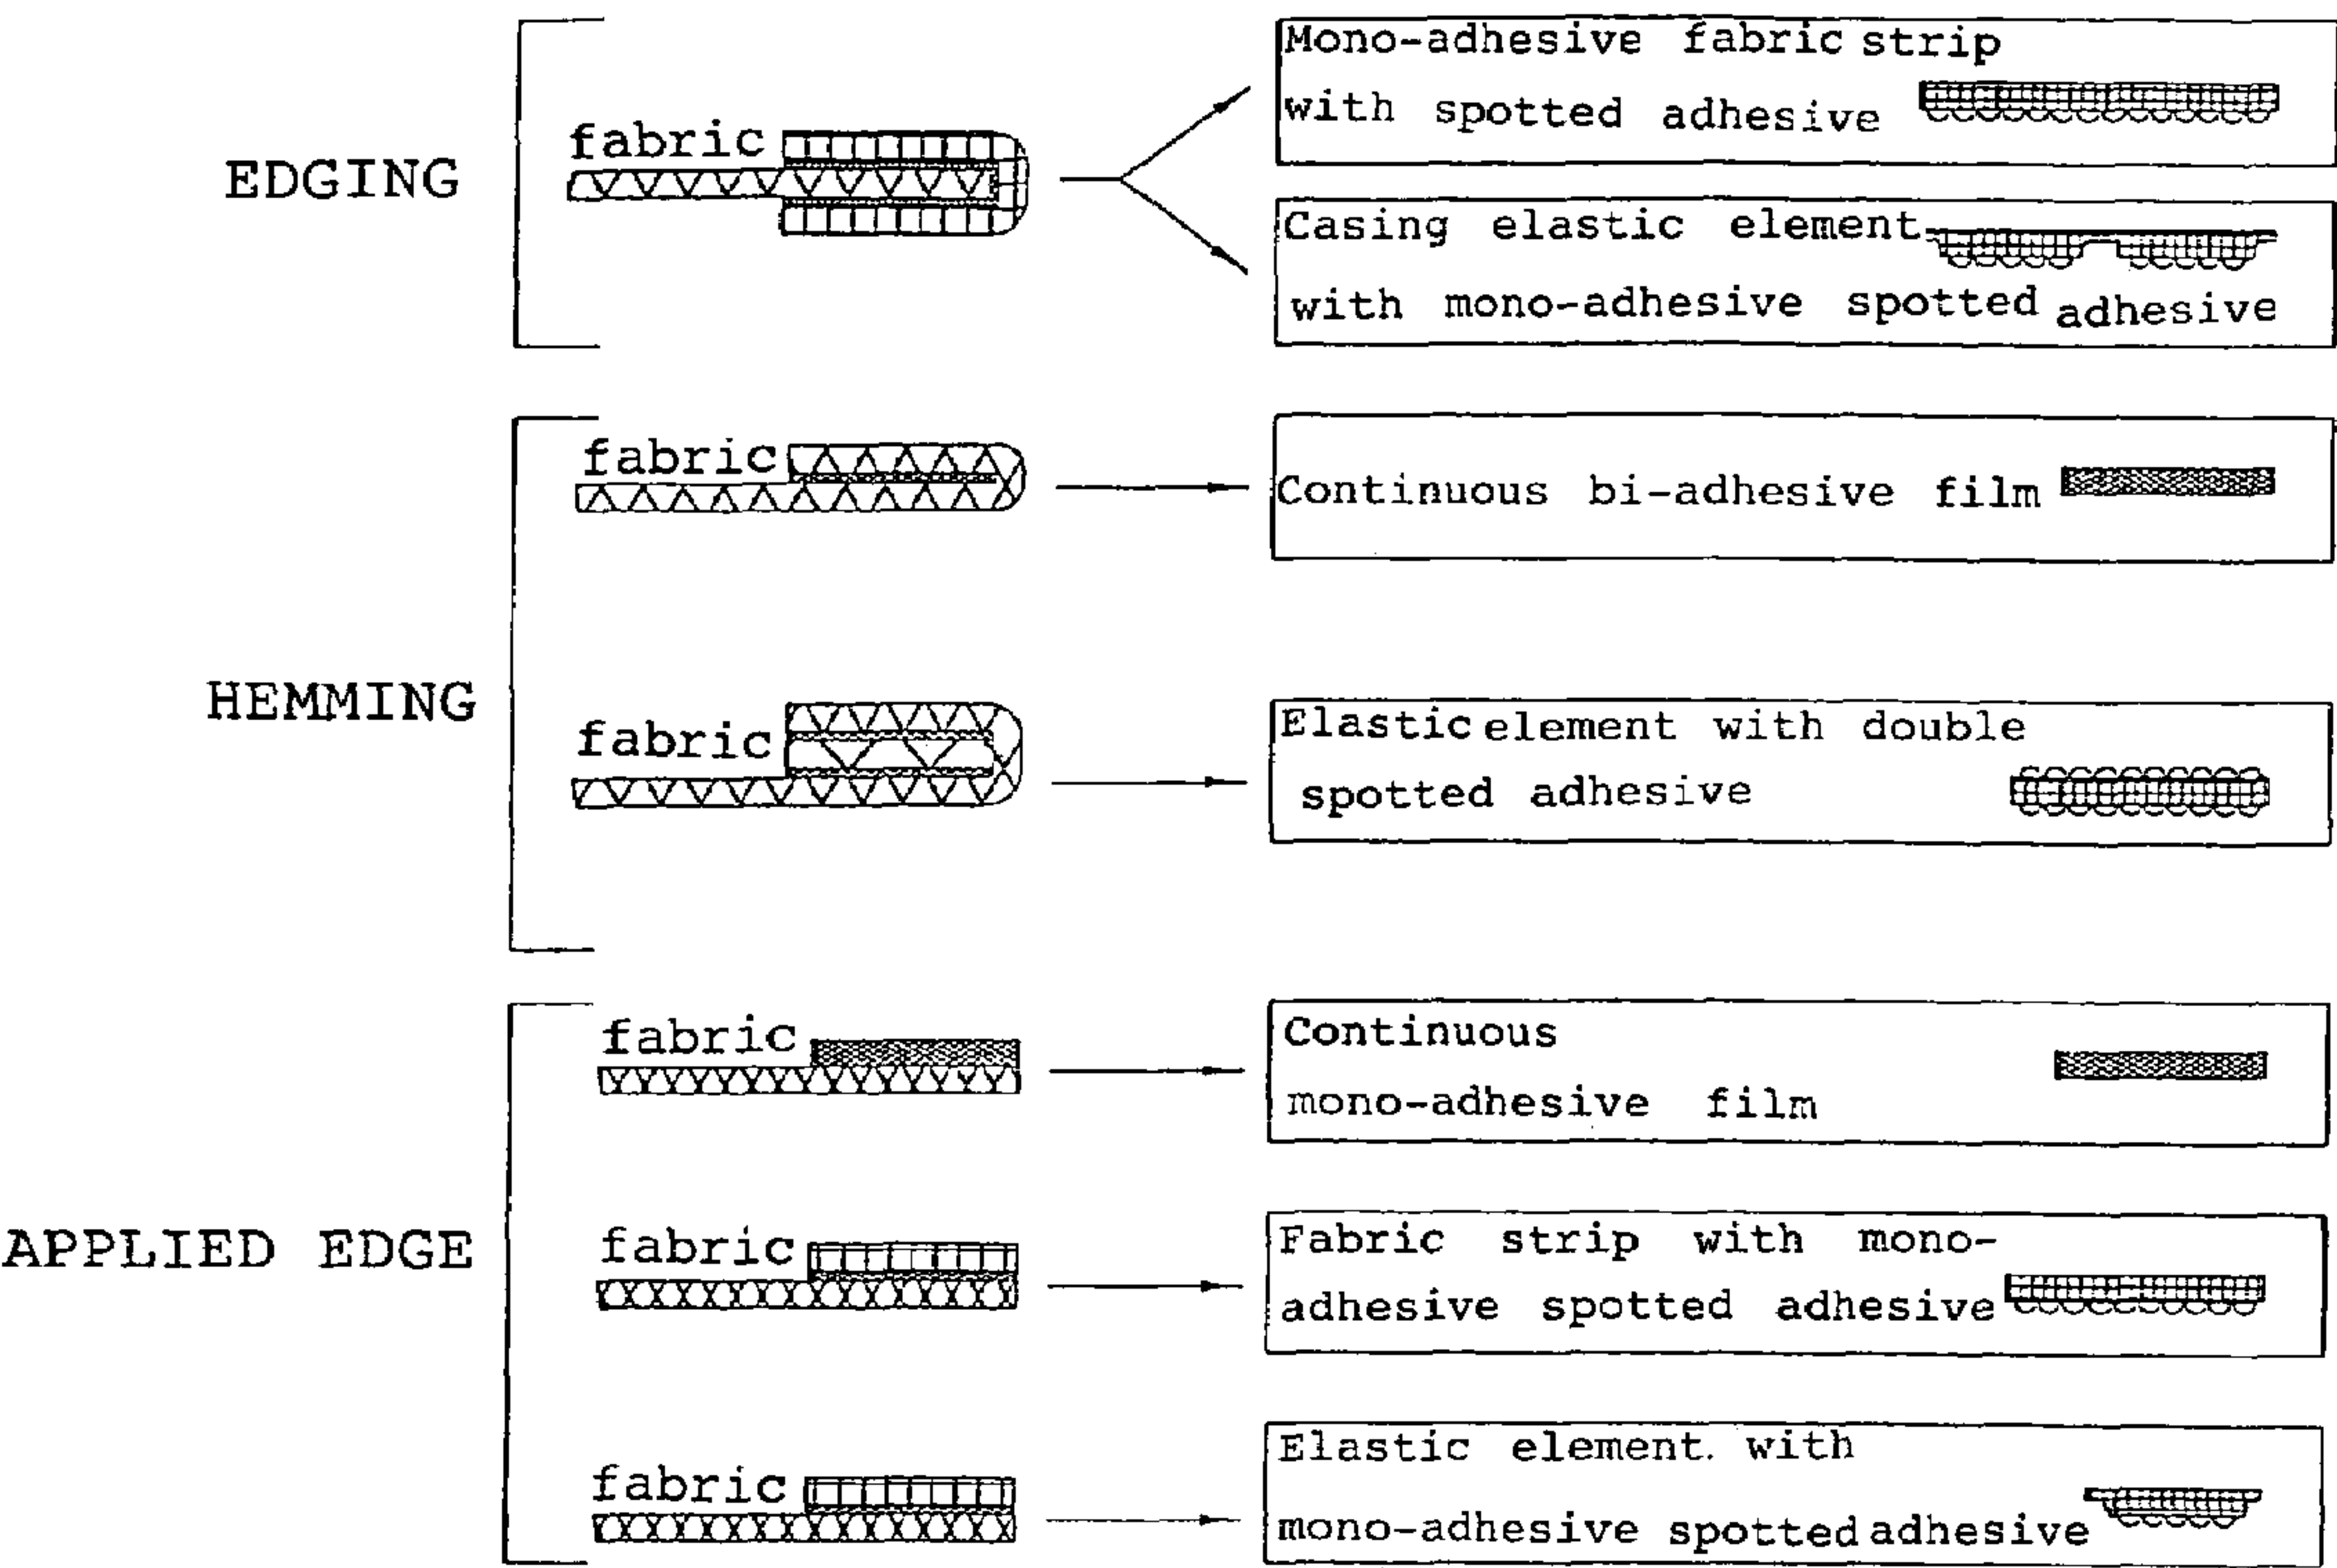 EDGING
fabric
Mono-adhesive fabric strip
with spotted adhesive
Casing elastic element
with mono-adhesive spotted adhesive
HEMMING
fabric
Continuous bi-adhesive film
fabric
Elastic element with double
spotted adhesive
APPLIED EDGE
fabric
Continuous
mono-adhesive film
fabric
Fabric strip with mono-
adhesive spotted adhesive
fabric
Elastic element. with
mono-adhesive spotted adhesive